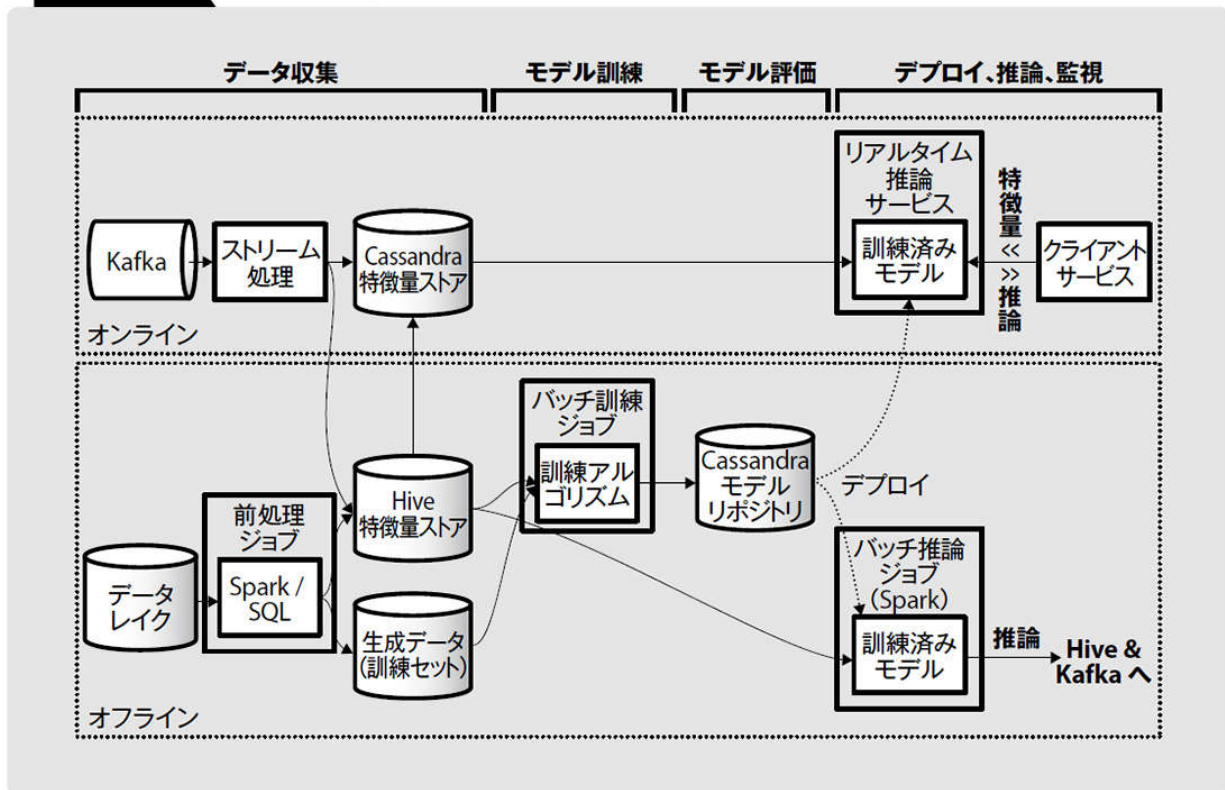 データ収集
モデル訓練
モデル評価
デプロイ、推論、監視
Kafka
ストリーム
処理
Cassandra
特徴量ストア
リアルタイム
推論
サービス
訓練済み
モデル
特徴量 <<
>> 推論
クライアント
サービス
オンライン
データ
レイク
前処理
ジョブ
Spark /
SQL
Hive
特徴量ストア
生成データ
(訓練セット)
バッチ訓練
ジョブ
訓練アル
ゴリズム
Cassandra
モデル
リポジトリ
デプロイ
バッチ推論
ジョブ
(Spark)
訓練済み
モデル
推論
Hive &
Kafka へ
オフライン